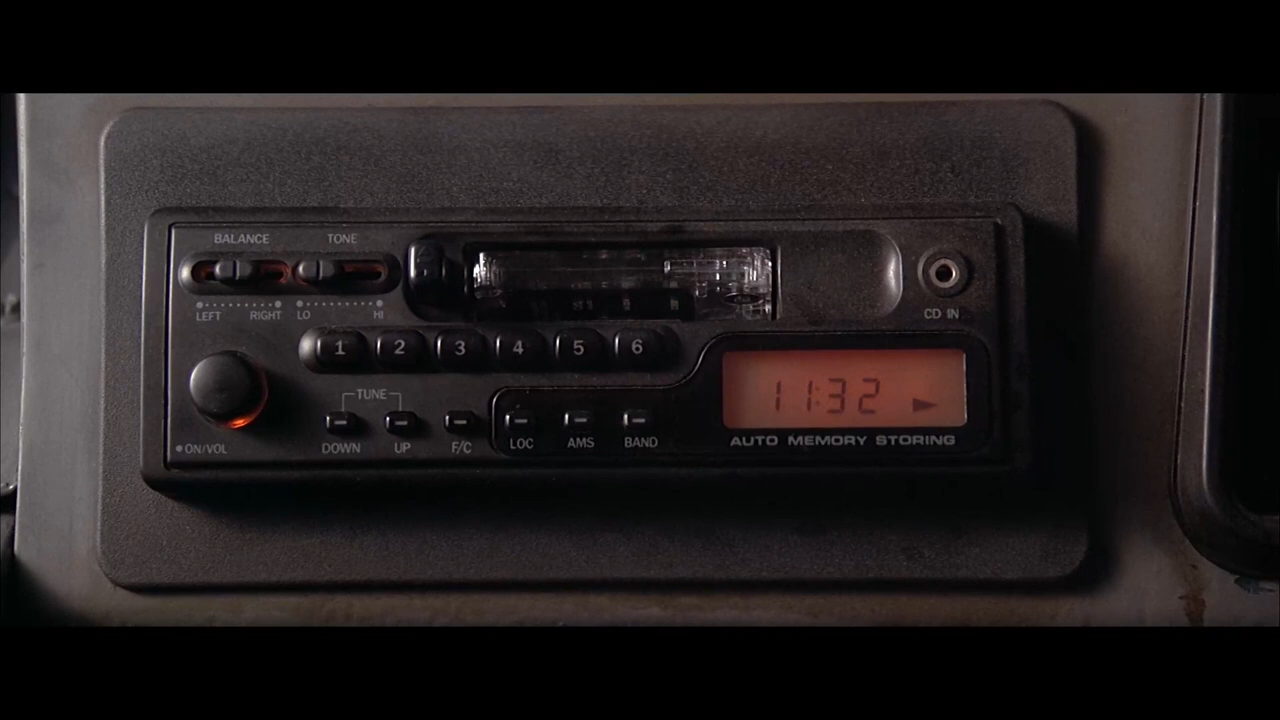 BALANCE TONE
LEFT RIGHT LO HI
CD IN
1 2 3 4 5 6
11:32
TUNE
DOWN UP F/C LOC AMS BAND
AUTO MEMORY STORING
ON/VOL